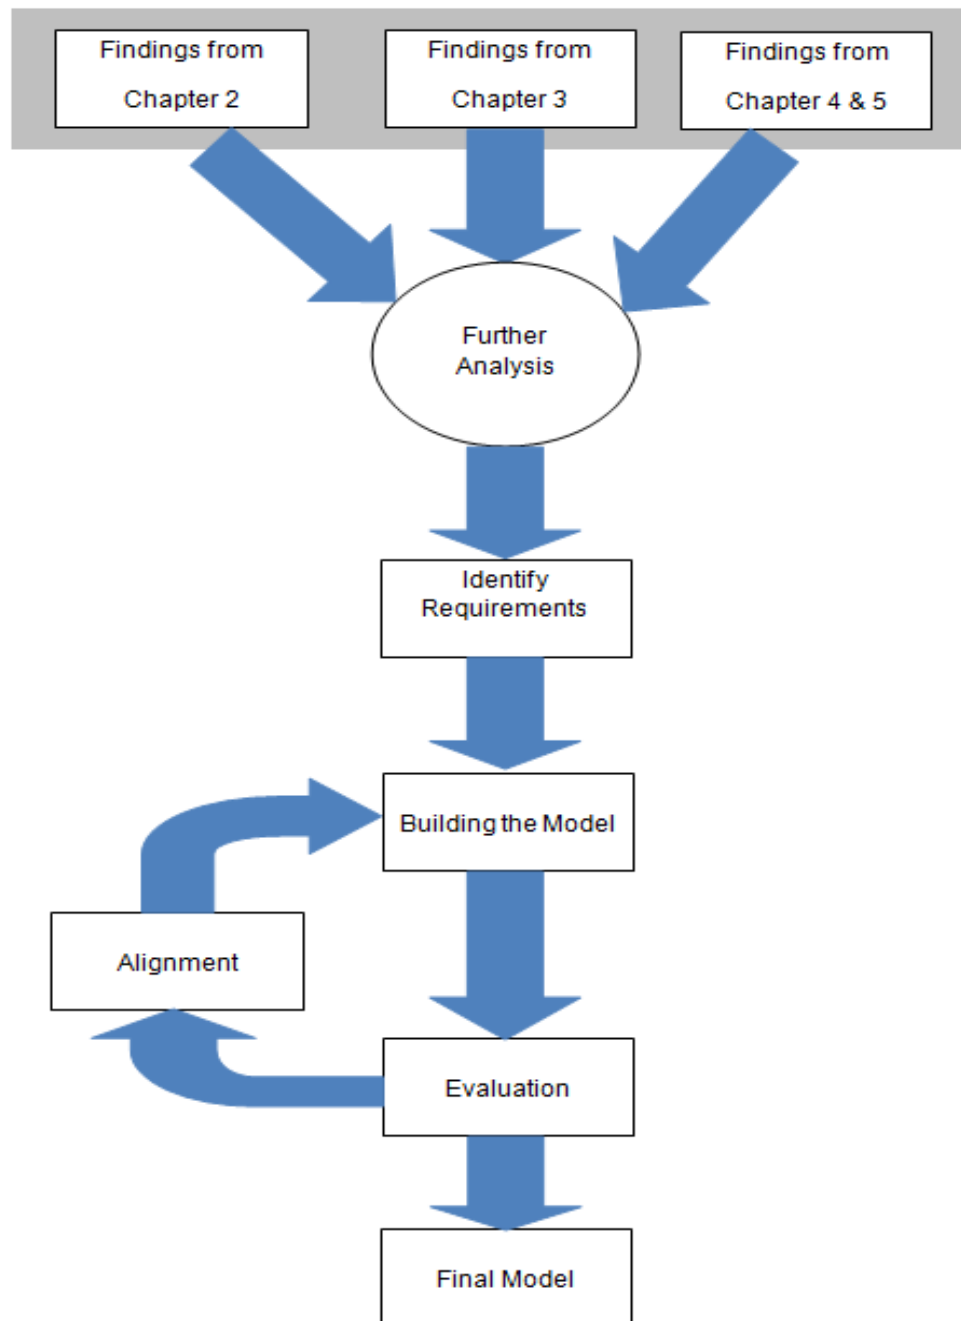 Findings from
Chapter 2
Findings from
Chapter 3
Findings from
Chapter 4 & 5
Further
Analysis
Identify
Requirements
Building the Model
Alignment
Evaluation
Final Model